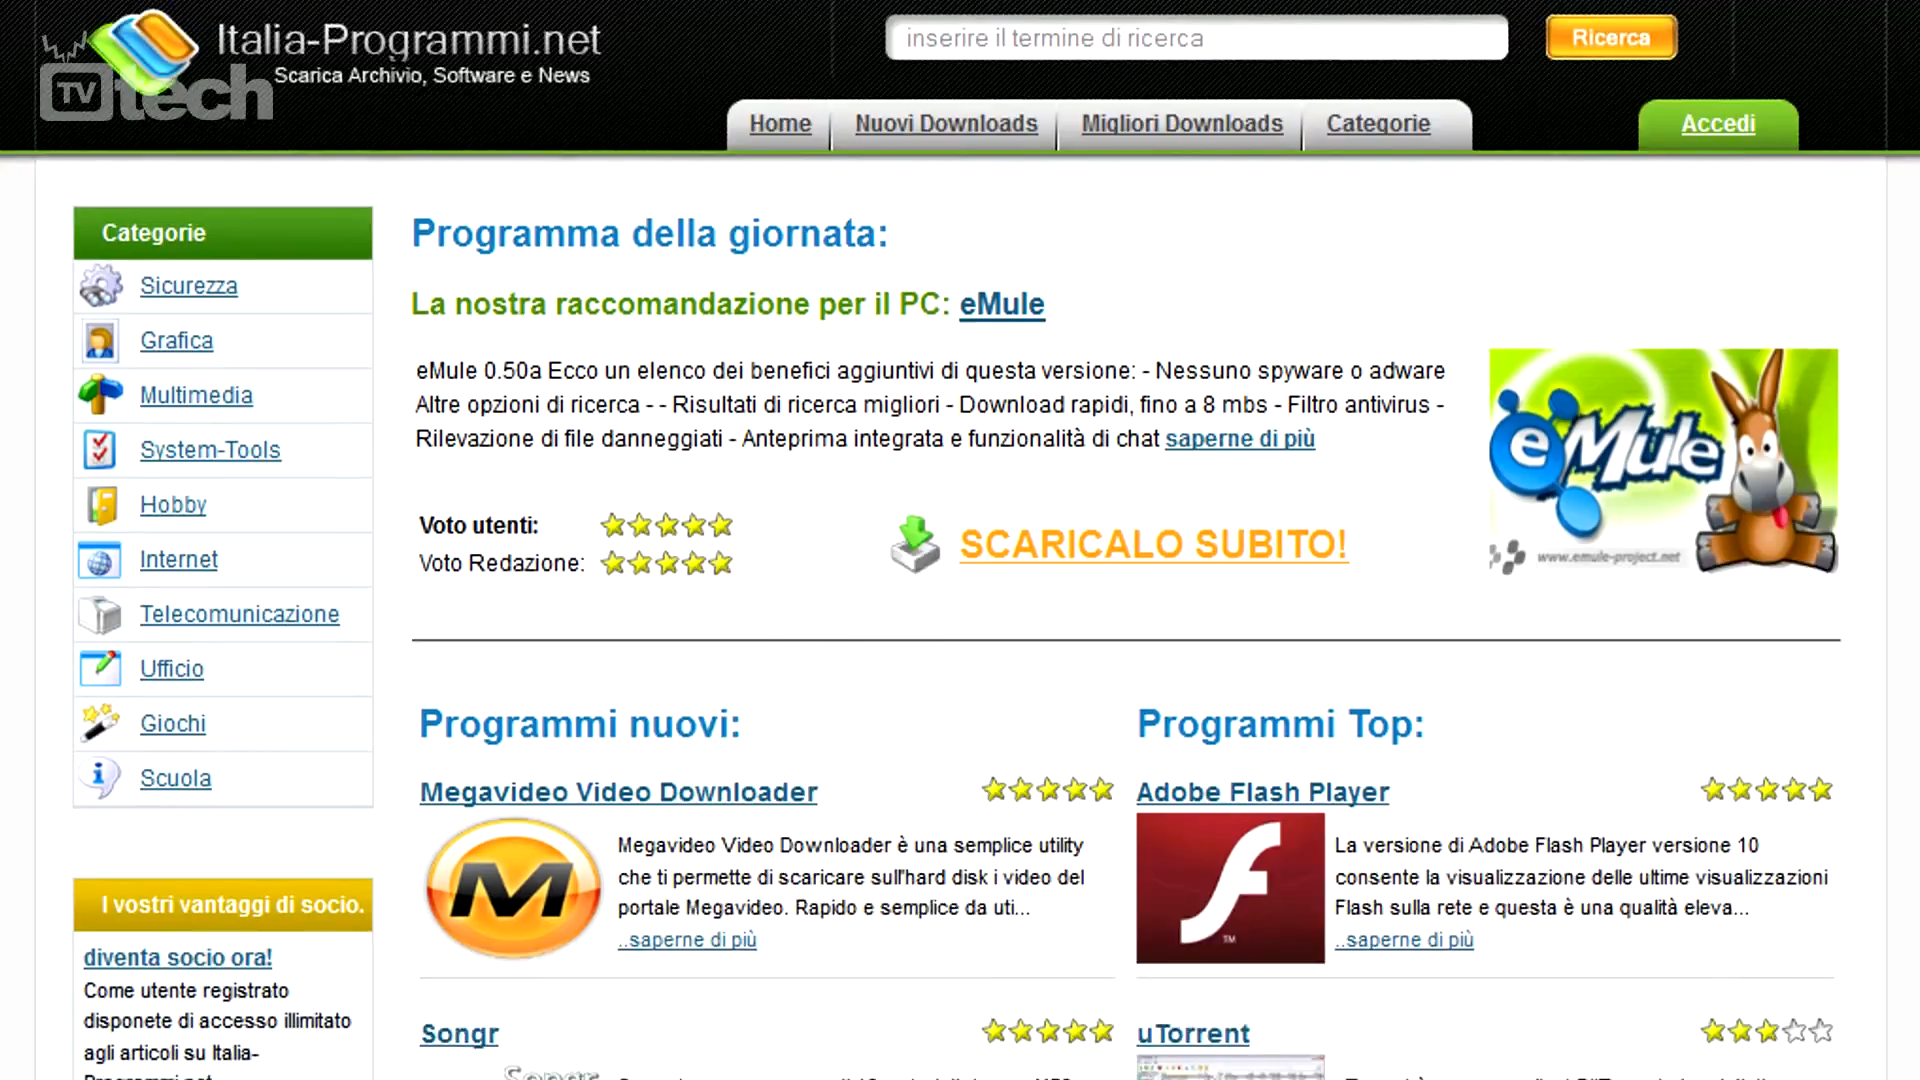 Italia-Programmi.net
Scarica Archivio, Software e News
TV tech
inserire il termine di ricerca
Ricerca
Home
Nuovi Downloads
Migliori Downloads
Categorie
Accedi
Categorie
Sicurezza
Grafica
Multimedia
System-Tools
Hobby
Internet
Telecomunicazione
Ufficio
Giochi
Scuola
I vostri vantaggi di socio.
diventa socio ora!
Come utente registrato
disponete di accesso illimitato
agli articoli su Italia-
Programmi.net
Programma della giornata:
La nostra raccomandazione per il PC: eMule
eMule 0.50a Ecco un elenco dei benefici aggiuntivi di questa versione: - Nessuno spyware o adware
Altre opzioni di ricerca - - Risultati di ricerca migliori - Download rapidi, fino a 8 mbs - Filtro antivirus -
Rilevazione di file danneggiati - Anteprima integrata e funzionalità di chat saperne di più
Voto utenti:
Voto Redazione:
SCARICALO SUBITO!
eMule
www.emule-project.net
Programmi nuovi:
Megavideo Video Downloader
M
Megavideo Video Downloader è una semplice utility
che ti permette di scaricare sull'hard disk i video del
portale Megavideo. Rapido e semplice da uti...
..saperne di più
Songr
Songr
Programmi Top:
Adobe Flash Player
TM
La versione di Adobe Flash Player versione 10
consente la visualizzazione delle ultime visualizzazioni
Flash sulla rete e questa è una qualità eleva...
..saperne di più
uTorrent